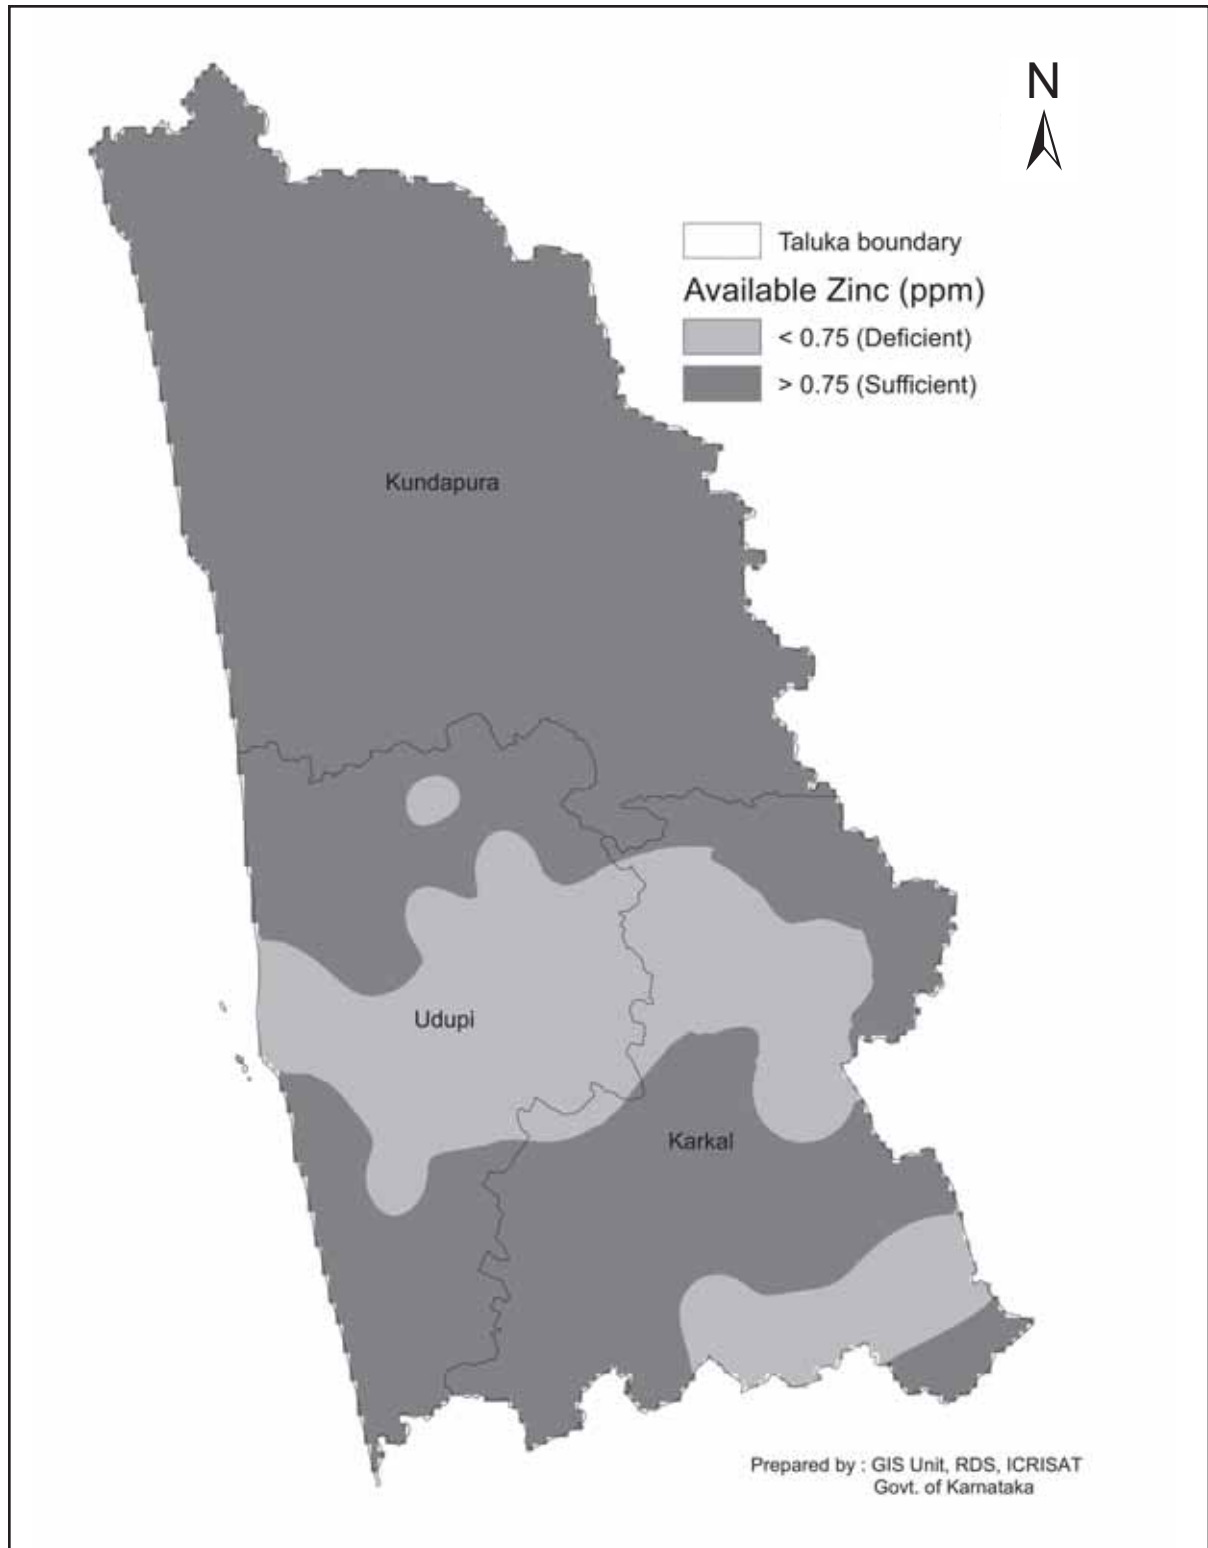 N
Taluka boundary
Available Zinc (ppm)
< 0.75 (Deficient)
> 0.75 (Sufficient)
Kundapura
Udupi
Karkal
Prepared by : GIS Unit, RDS, ICRISAT
Govt. of Karnataka